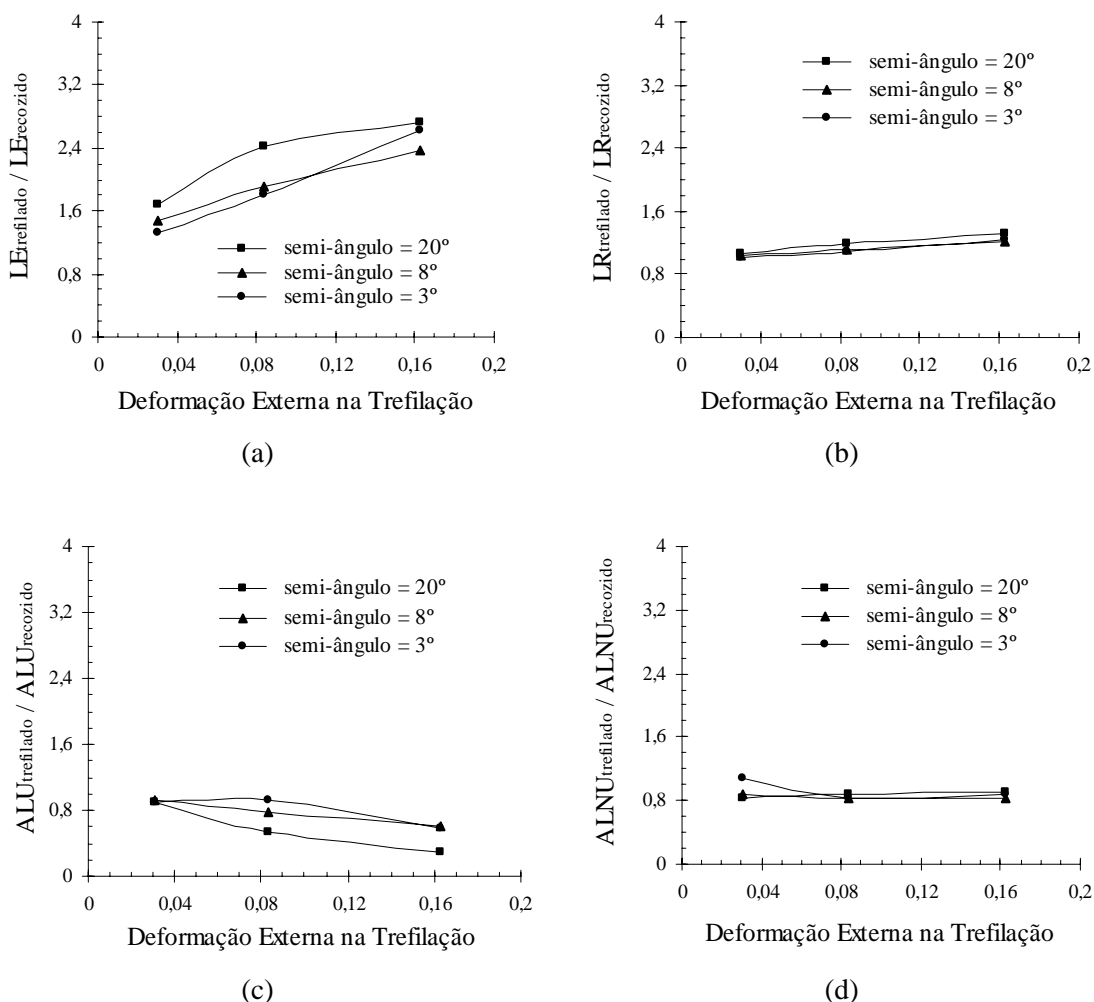 4
3,2
2,4
1,6
0,8
0
LEtrefilado / LErecozido
semi-ângulo = 20º
semi-ângulo = 8º
semi-ângulo = 3º
0 0,04 0,08 0,12 0,16 0,2
Deformação Externa na Trefilação
(a)
4
3,2
2,4
1,6
0,8
0
LRtrefilado / LRrecozido
semi-ângulo = 20º
semi-ângulo = 8º
semi-ângulo = 3º
0 0,04 0,08 0,12 0,16 0,2
Deformação Externa na Trefilação
(b)
4
3,2
2,4
1,6
0,8
0
ALUtrefilado / ALUrecozido
semi-ângulo = 20º
semi-ângulo = 8º
semi-ângulo = 3º
0 0,04 0,08 0,12 0,16 0,2
Deformação Externa na Trefilação
(c)
4
3,2
2,4
1,6
0,8
0
ALNUtrefilado / ALNUrecozido
semi-ângulo = 20º
semi-ângulo = 8º
semi-ângulo = 3º
0 0,04 0,08 0,12 0,16 0,2
Deformação Externa na Trefilação
(d)